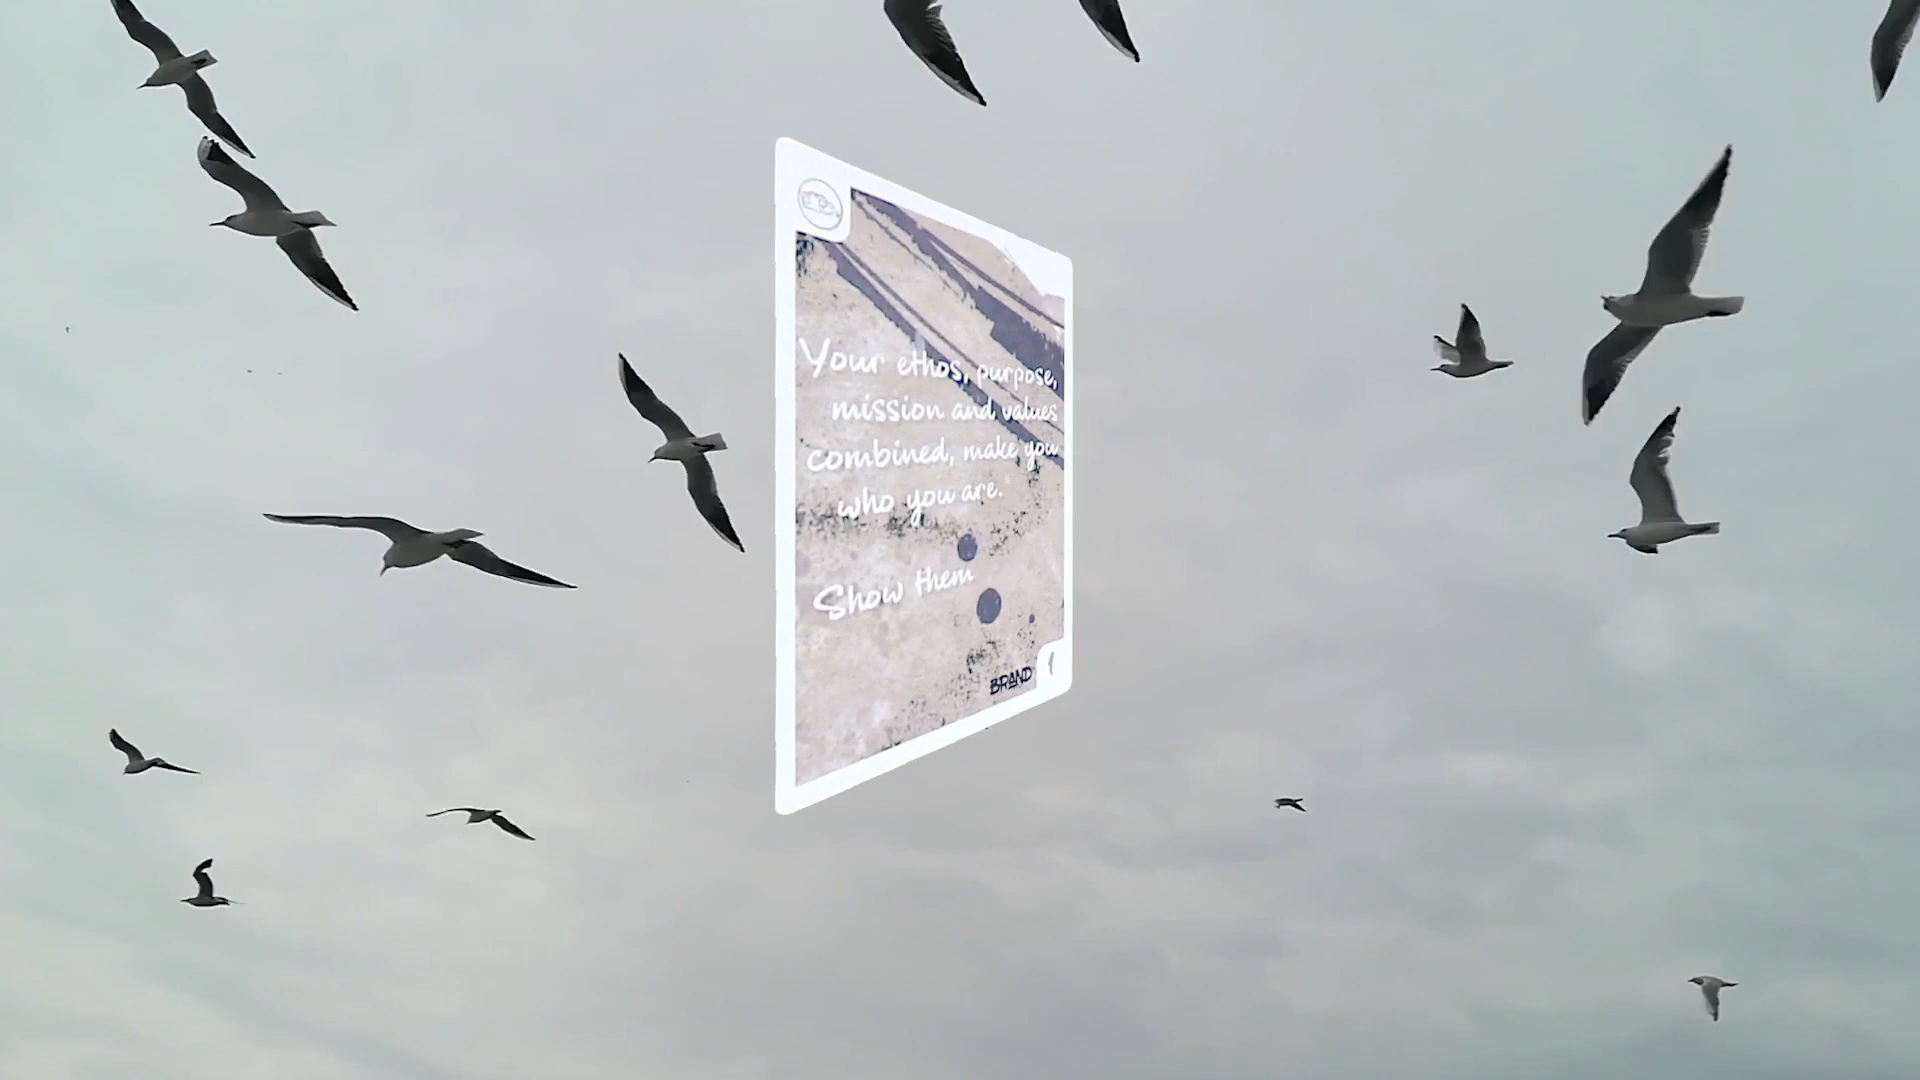 Your ethos, purpose,
mission and values
combined, make you
who you are.
Show them
BRAND
1